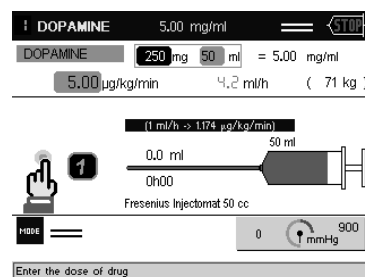 1 DOPAMINE 5.00 mg/ml STOP
DOPAMINE 250 mg 50 ml = 5.00 mg/ml
5.00 µg/kg/min 4.2 ml/h ( 71 kg )
(1 ml/h -> 1.174 µg/kg/min)
50 ml
0.0 ml
1
0h00
Fresenius Injectomat 50 cc
MODE 0 900
mmHg
Enter the dose of drug